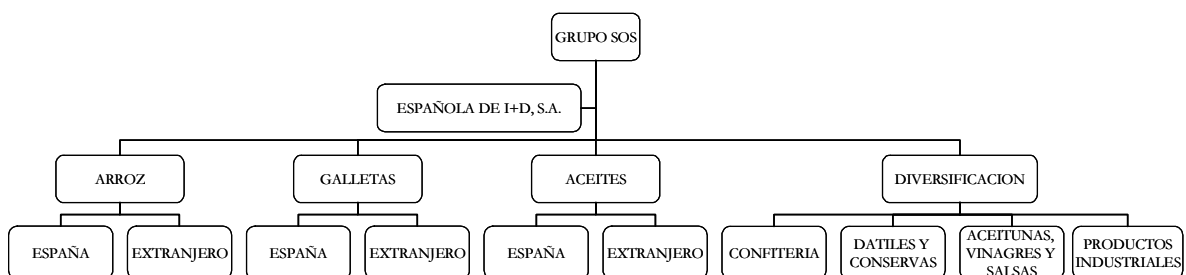 GRUPO SOS
ESPAÑOLA DE I+D, S.A.
ARROZ
GALLETAS
ACEITES
DIVERSIFICACION
ESPAÑA
EXTRANJERO
ESPAÑA
EXTRANJERO
ESPAÑA
EXTRANJERO
CONFITERIA
DATILES Y
CONSERVAS
ACEITUNAS,
VINAGRES Y
SALSAS
PRODUCTOS
INDUSTRIALES